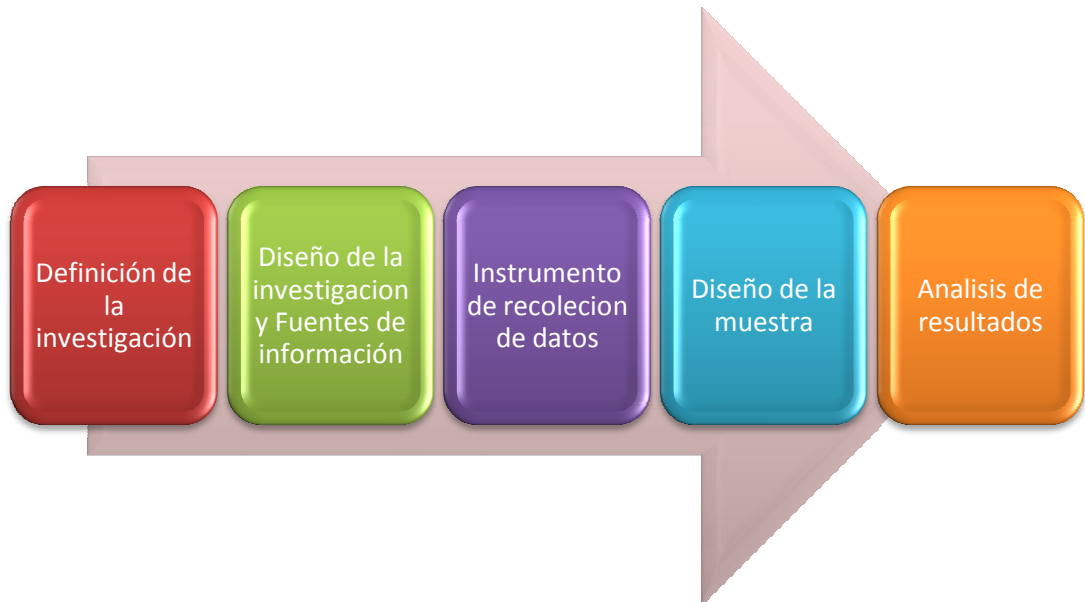 Definición de
la
investigación
Diseño de la
investigacion
y Fuentes de
información
Instrumento
de recolecion
de datos
Diseño de la
muestra
Analisis de
resultados